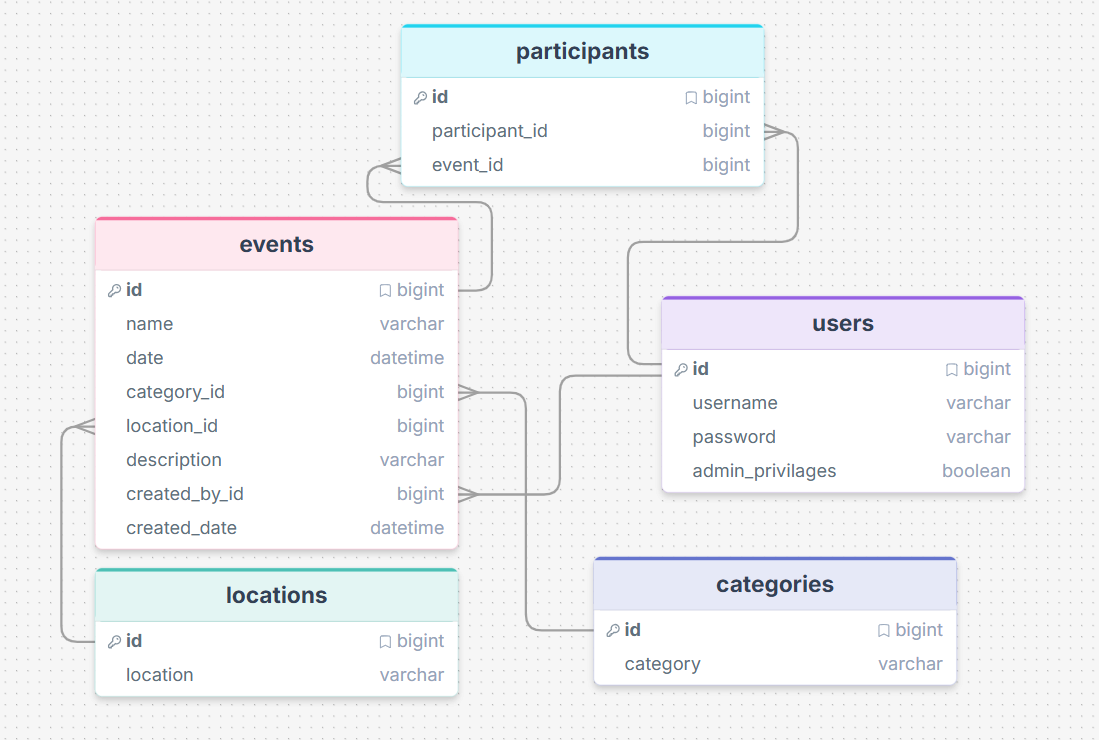 participants
id bigint
participant_id bigint
event_id bigint
events
id bigint
name varchar
date datetime
category_id bigint
location_id bigint
description varchar
created_by_id bigint
created_date datetime
users
id bigint
username varchar
password varchar
admin_privilages boolean
locations
id bigint
location varchar
categories
id bigint
category varchar